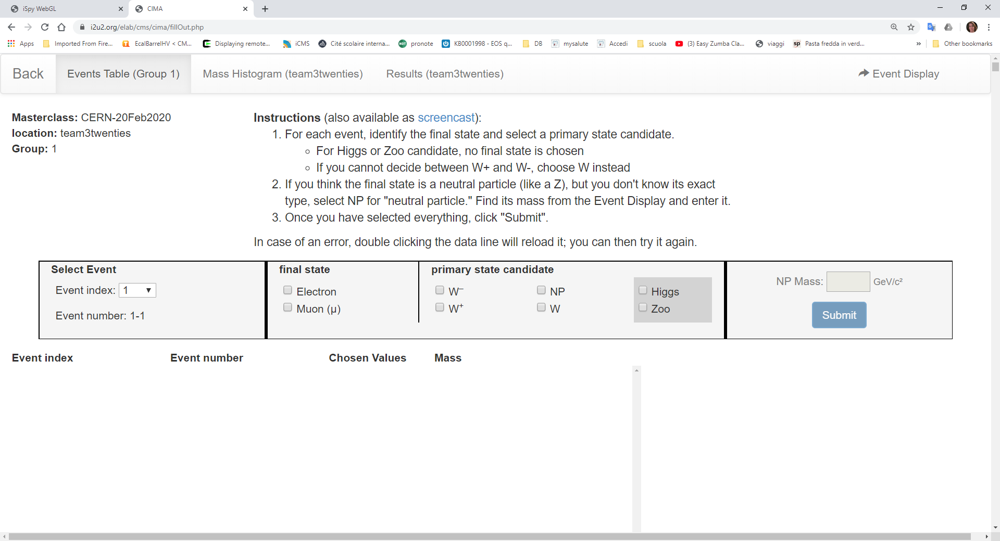 iSpy WebGL
CIMA
i2u2.org/elab/cms/cima/fillOut.php
Apps Imported From Fire... EcalBarrelHV < CM... Displaying remote... iCMS Cité scolaire interna... HOT pronote KB0001998 - EOS q... DB mysalute Accedi scuola (3) Easy Zumba Cla... viaggi sp Pasta fredda in verd... » Other bookmarks
Back Events Table (Group 1) Mass Histogram (team3twenties) Results (team3twenties) Event Display
Masterclass: CERN-20Feb2020
location: team3twenties
Group: 1
Instructions (also available as screencast):
1. For each event, identify the final state and select a primary state candidate.
◦ For Higgs or Zoo candidate, no final state is chosen
◦ If you cannot decide between W+ and W-, choose W instead
2. If you think the final state is a neutral particle (like a Z), but you don't know its exact
type, select NP for "neutral particle." Find its mass from the Event Display and enter it.
3. Once you have selected everything, click "Submit".
In case of an error, double clicking the data line will reload it; you can then try it again.
Select Event
Event index: 1
Event number: 1-1
final state
Electron
Muon (μ)
primary state candidate
W⁻ NP Higgs
W⁺ W Zoo
NP Mass: GeV/c²
Submit
Event index Event number Chosen Values Mass